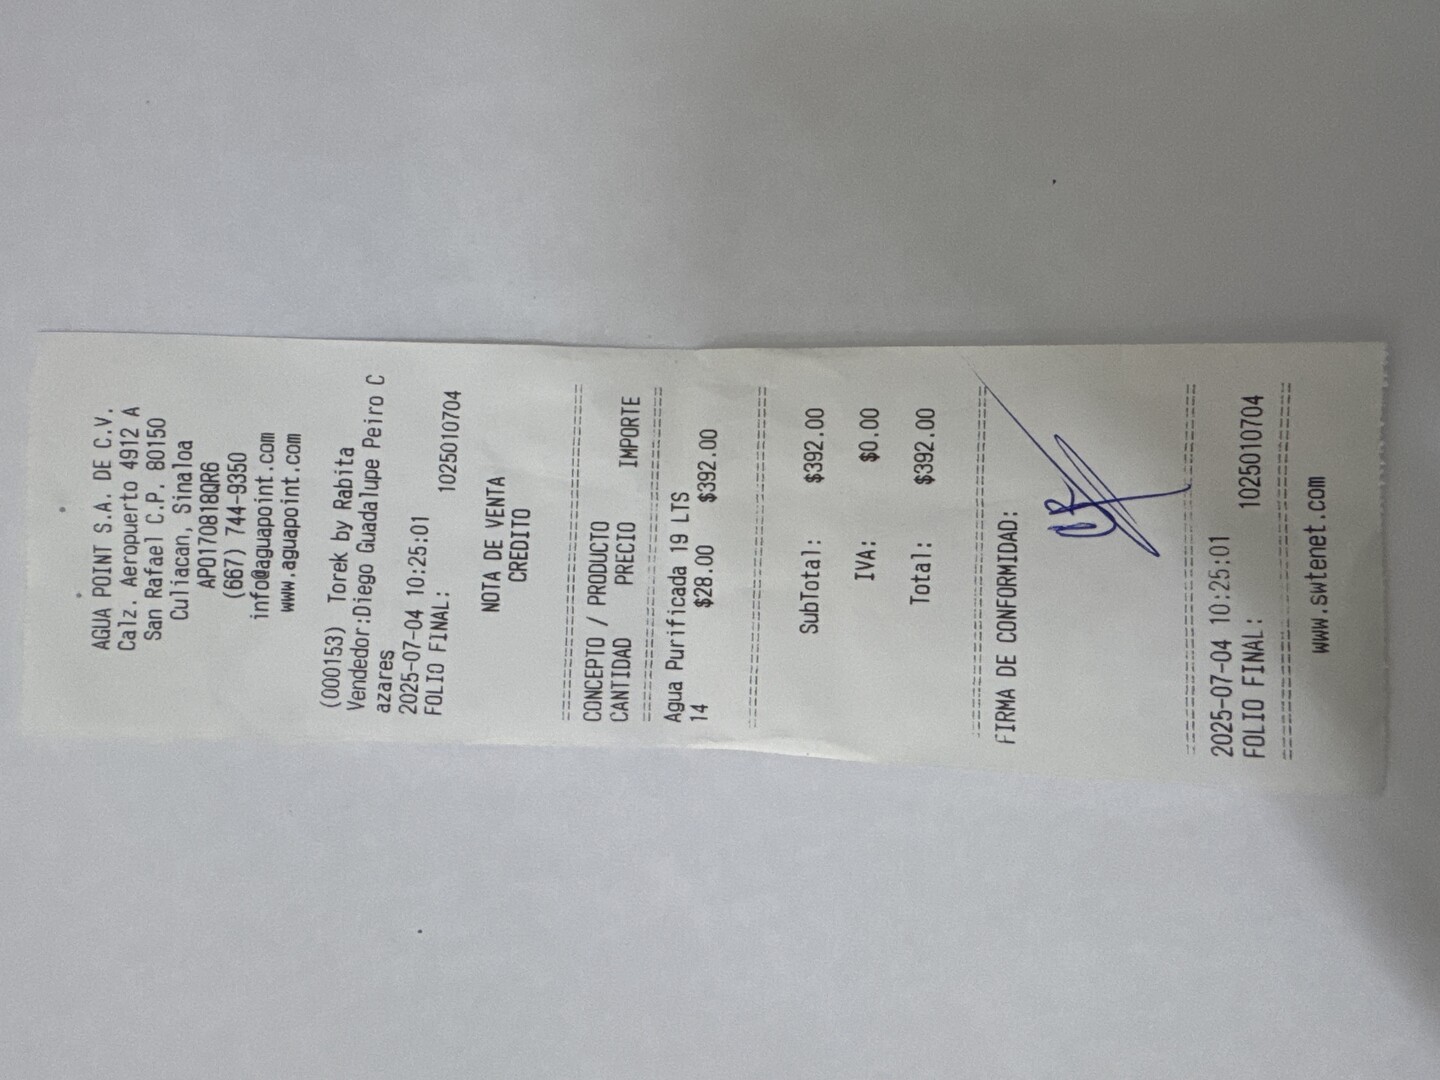 AGUA POINT S.A. DE C.V.
Calz. Aeropuerto 4912 A
San Rafael C.P. 80150
Culiacan, Sinaloa
APO170818QR6
(667) 744-9350
info@aguapoint.com
www.aguapoint.com
(000153) Torek by Rabita
Vendedor:Diego Guadalupe Peiro C
azares
2025-07-04 10:25:01
FOLIO FINAL: 1025010704
NOTA DE VENTA
CREDITO
================================
CONCEPTO / PRODUCTO
CANTIDAD PRECIO IMPORTE
================================
Agua Purificada 19 LTS
14 $28.00 $392.00
================================
SubTotal: $392.00
IVA: $0.00
Total: $392.00
================================
FIRMA DE CONFORMIDAD:
================================
2025-07-04 10:25:01
FOLIO FINAL: 1025010704
================================
www.swtenet.com